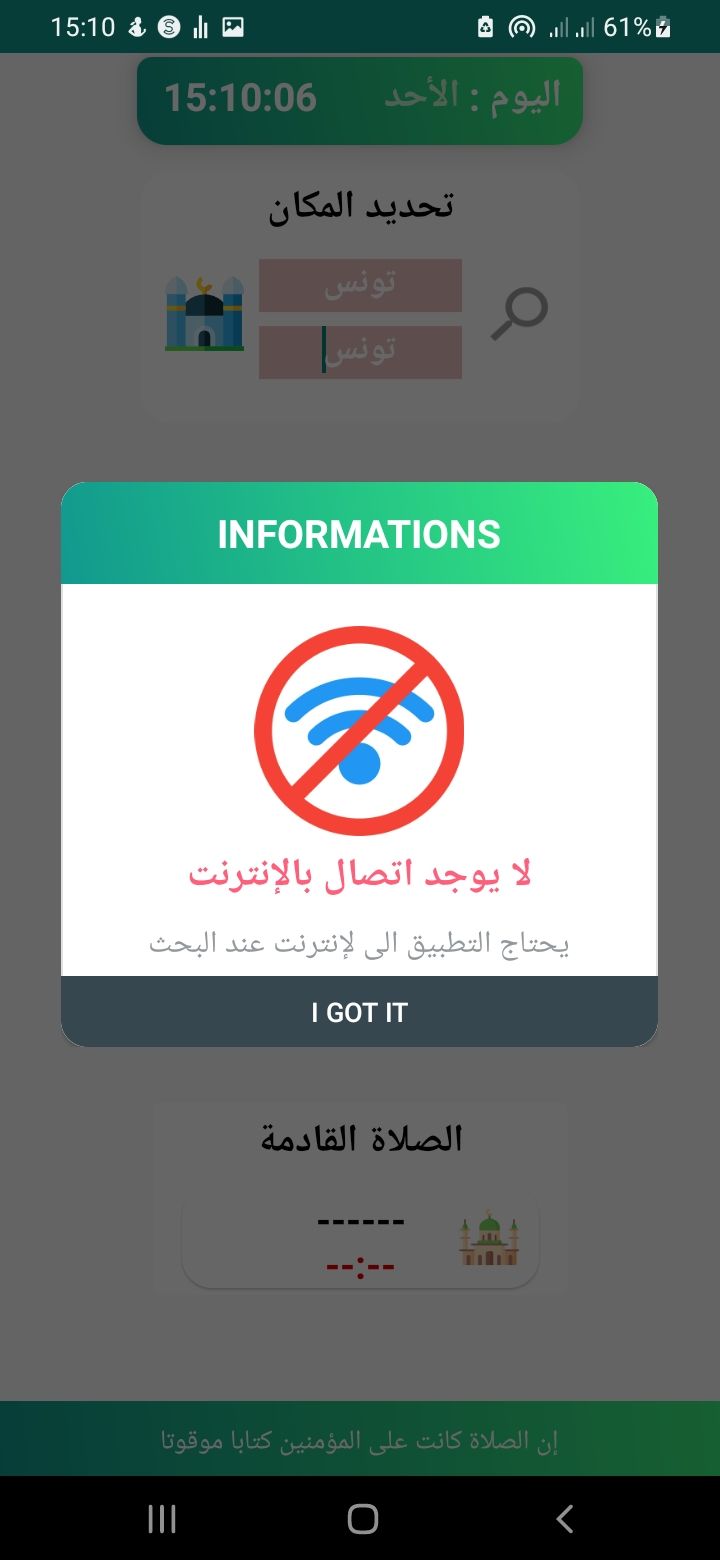 15:10
61%
اليوم : الأحد
15:10:06
تحديد المكان
تونس
تونس
INFORMATIONS
لا يوجد اتصال بالإنترنت
يحتاج التطبيق الى لإنترنت عند البحث
I GOT IT
الصلاة القادمة
------
--:--
إن الصلاة كانت على المؤمنين كتابا موقوتا